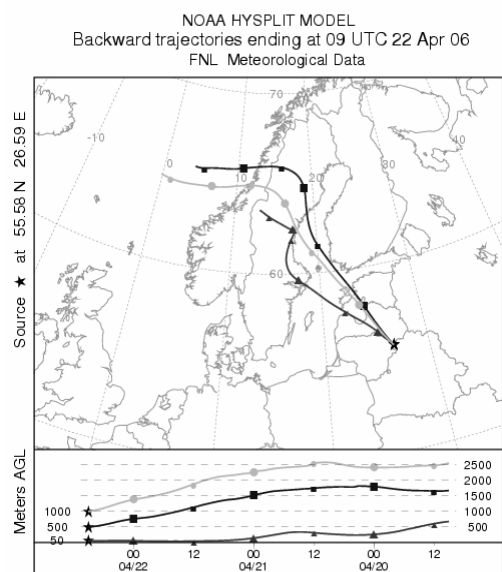 NOAA HYSPLIT MODEL
Backward trajectories ending at 09 UTC 22 Apr 06
FNL Meteorological Data
Source ★ at 55.58 N 26.59 E
70
-10
0
10
20
30
40
60
Meters AGL
2500
2000
1500
1000
500
1000
500
50
00 12 00 12 00 12
04/22 04/21 04/20